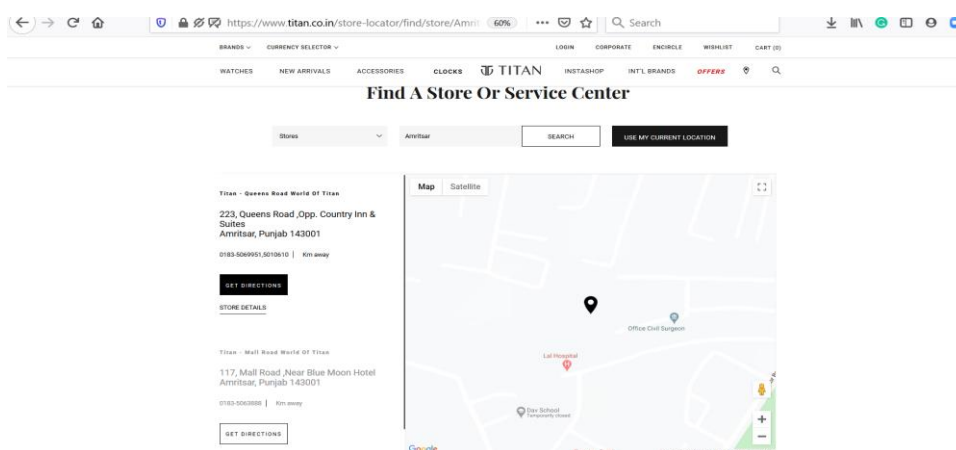 https://www.titan.co.in/store-locator/find/store/Amrit 60% Search
BRANDS CURRENCY SELECTOR LOGIN CORPORATE ENCIRCLE WISHLIST CART (0)
WATCHES NEW ARRIVALS ACCESSORIES CLOCKS TITAN INSTASHOP INT'L BRANDS OFFERS
Find A Store Or Service Center
Stores Amritsar SEARCH USE MY CURRENT LOCATION
Map Satellite
Titan - Queens Road World Of Titan
223, Queens Road ,Opp. Country Inn &
Suites
Amritsar, Punjab 143001
0183-5069951,5010610 | Km away
GET DIRECTIONS
STORE DETAILS
Titan - Mall Road World Of Titan
117, Mall Road ,Near Blue Moon Hotel
Amritsar, Punjab 143001
0183-5063888 | Km away
GET DIRECTIONS
Office Civil Surgeon
Lal Hospital
Dav School
Temporarily closed
Google